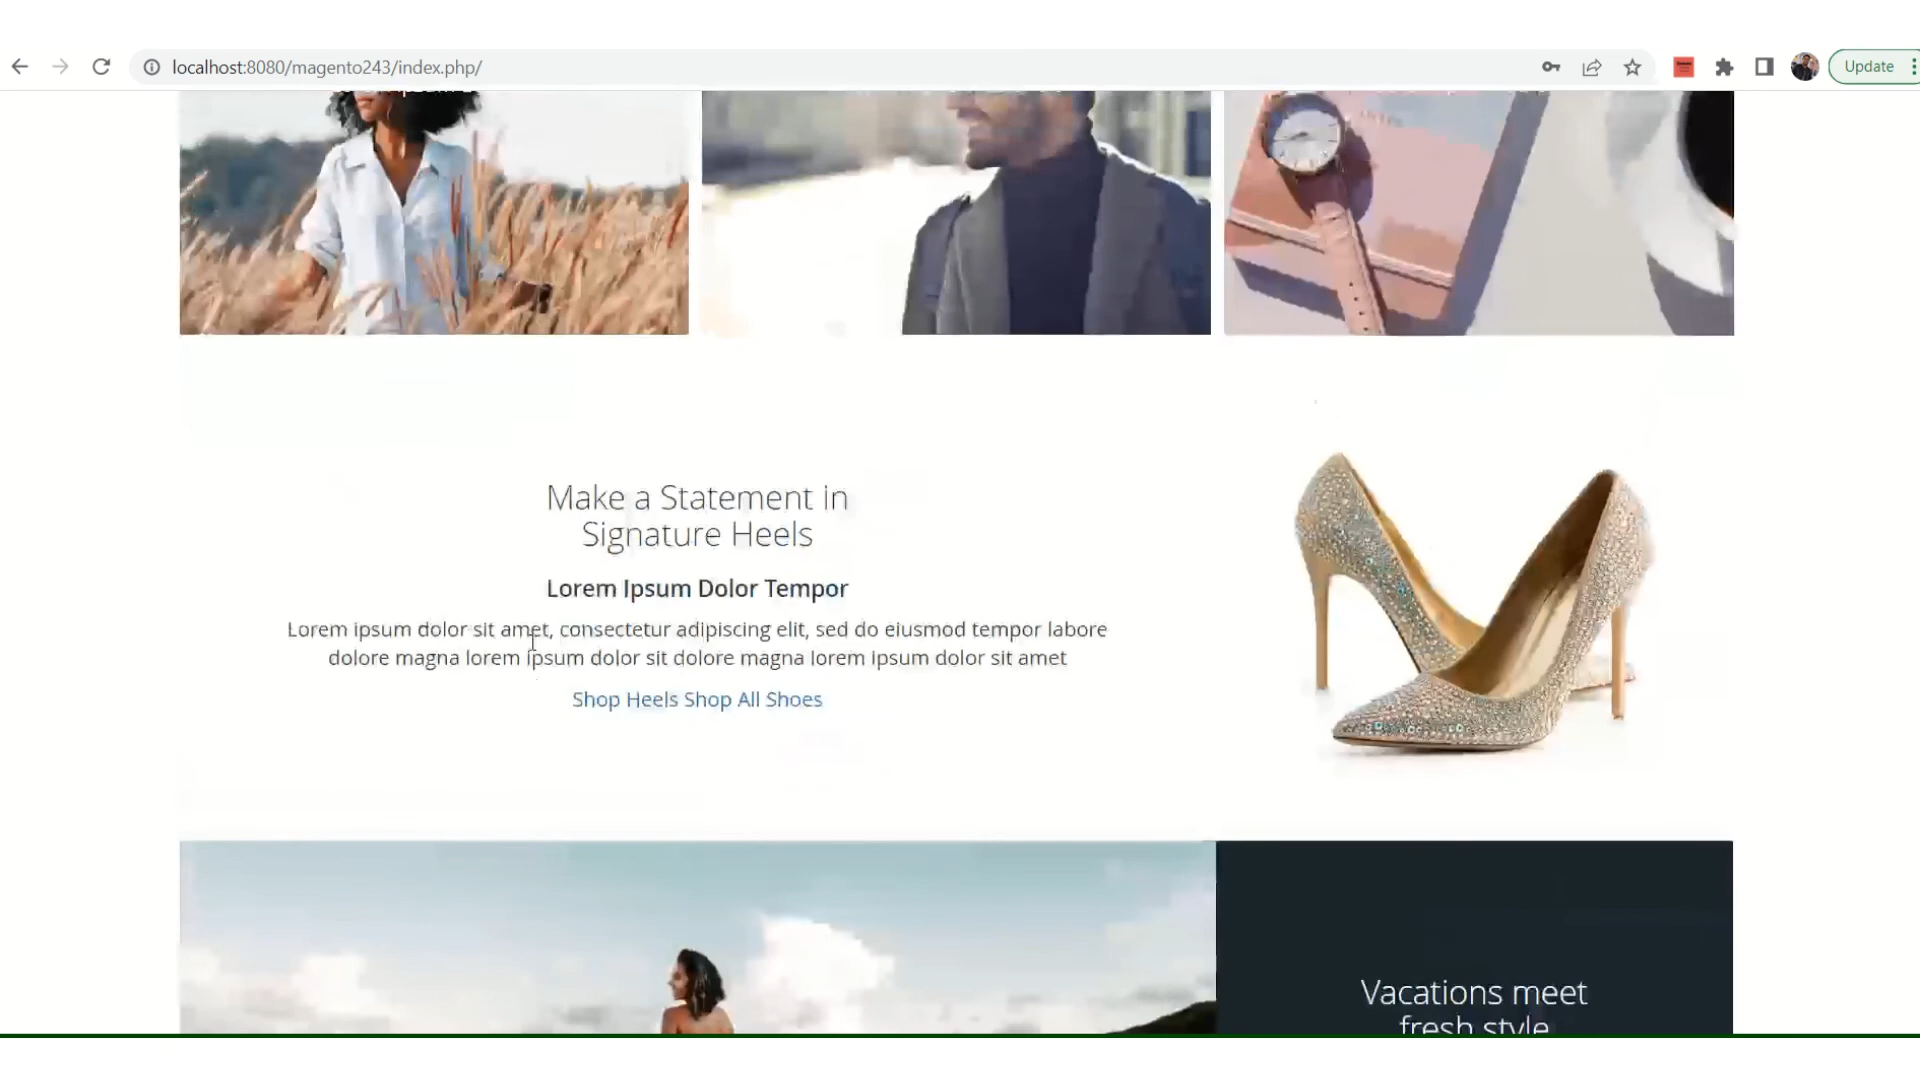 localhost:8080/magento243/index.php/
Update
Make a Statement in
Signature Heels
Lorem Ipsum Dolor Tempor
Lorem ipsum dolor sit amet, consectetur adipiscing elit, sed do eiusmod tempor labore
dolore magna lorem ipsum dolor sit dolore magna lorem ipsum dolor sit amet
Shop Heels Shop All Shoes
Vacations meet
fresh style